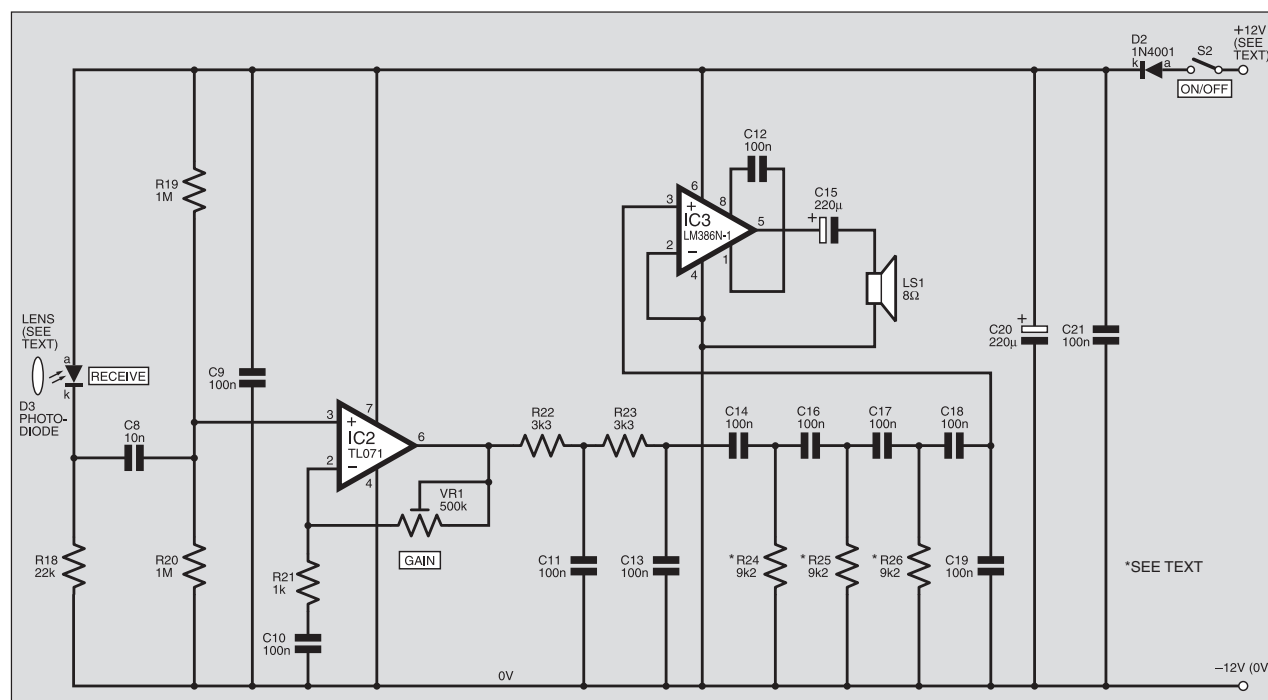 D2
1N4001
k
a
S2
ON/OFF
+12V
(SEE
TEXT)
R19
1M
C12
100n
C15
220µ
+
6
3
+
8
IC3
LM386N-1
5
2
−
4
1
LS1
8Ω
LENS
(SEE
TEXT)
a
RECEIVE
k
D3
PHOTO-
DIODE
C9
100n
C20
220µ
+
C21
100n
C8
10n
3
+
7
IC2
TL071
6
2
−
4
R22
3k3
R23
3k3
C14
100n
C16
100n
C17
100n
C18
100n
VR1
500k
GAIN
R18
22k
R20
1M
R21
1k
C10
100n
C11
100n
C13
100n
*R24
9k2
*R25
9k2
*R26
9k2
C19
100n
*SEE TEXT
0V
−12V (0V)